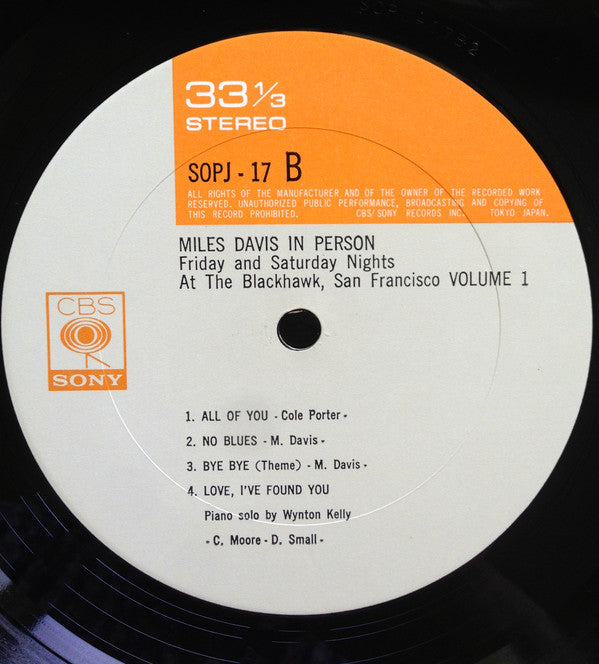 33 1/3
STEREO
SOPJ - 17 B
ALL RIGHTS OF THE MANUFACTURER AND OF THE OWNER OF THE RECORDED WORK
RESERVED. UNAUTHORIZED PUBLIC PERFORMANCE, BROADCASTING AND COPYING OF
THIS RECORD PROHIBITED. CBS/SONY RECORDS INC. TOKYO JAPAN.
MILES DAVIS IN PERSON
Friday and Saturday Nights
At The Blackhawk, San Francisco VOLUME 1
CBS
SONY
1. ALL OF YOU - Cole Porter -
2. NO BLUES - M. Davis -
3. BYE BYE (Theme) - M. Davis -
4. LOVE, I'VE FOUND YOU
Piano solo by Wynton Kelly
- C. Moore - D. Small -